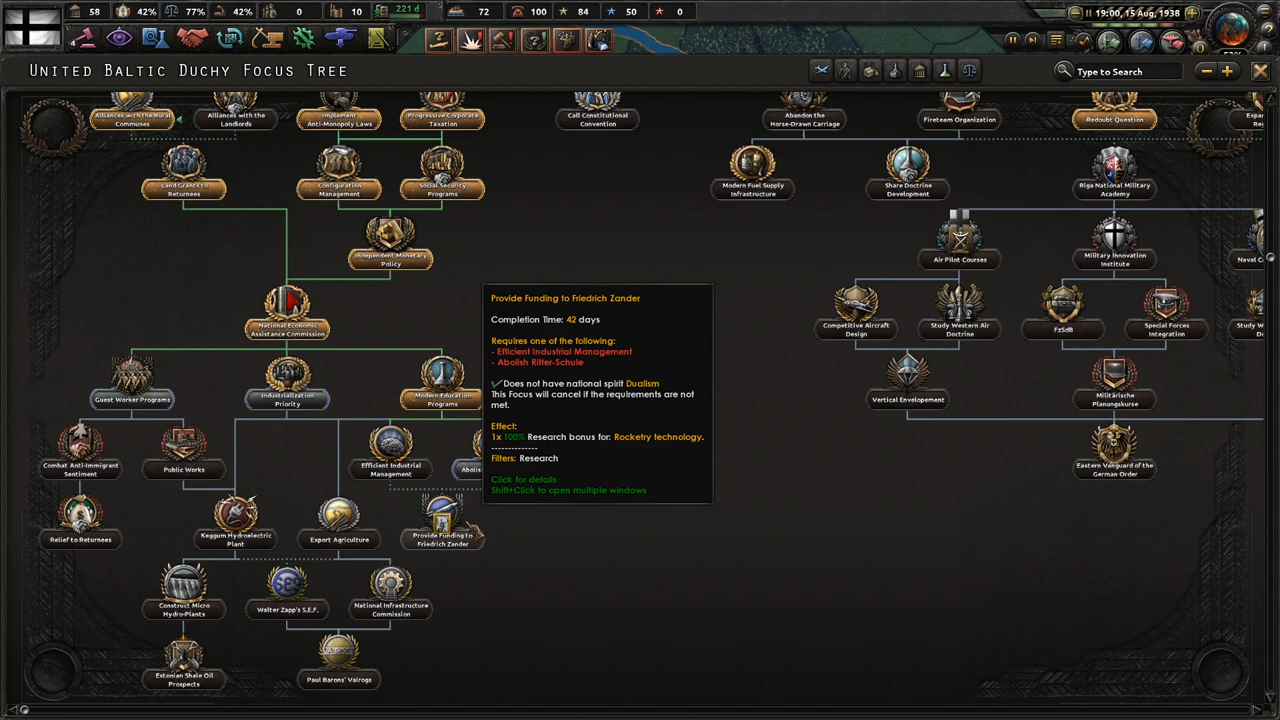 58 42% 77% 42% 0 10 221 d 72 100 84 50 0 19:00, 15 Aug, 1938
4
United Baltic Duchy Focus Tree
Type to Search
Alliances with the Rural Communes
Alliances with the Landlords
Implement Anti-Monopoly Laws
Progressive Corporate Taxation
Call Constitutional Convention
Abandon the Horse-Drawn Carriage
Fireteam Organization
Redoubt Question
Land Grants to Returnees
Configuration Management
Social Security Programs
Modern Fuel Supply Infrastructure
Share Doctrine Development
Riga National Military Academy
Independent Monetary Policy
Air Pilot Courses
Military Innovation Institute
Naval C
National Economic Assistance Commission
Competitive Aircraft Design
Study Western Air Doctrine
FzSdB
Special Forces Integration
Study W
Do
Guest Worker Programs
Industrialization Priority
Modern Education Programs
Vertical Envelopement
Militärische Planungskurse
Combat Anti-Immigrant Sentiment
Public Works
Efficient Industrial Management
Abolis
Eastern Vanguard of the German Order
Relief to Returnees
Keggum Hydroelectric Plant
Export Agriculture
Provide Funding to Friedrich Zander
Construct Micro Hydro-Plants
Walter Zapp's S.E.F.
National Infrastructure Commission
Estonian Shale Oil Prospects
Paul Barons' Vairogs
Provide Funding to Friedrich Zander
Completion Time: 42 days
Requires one of the following:
- Efficient Industrial Management
- Abolish Ritter-Schule
Does not have national spirit Dualism
This Focus will cancel if the requirements are not
met.
Effect:
1x 100% Research bonus for: Rocketry technology.
--------------
Filters: Research
Click for details
Shift+Click to open multiple windows